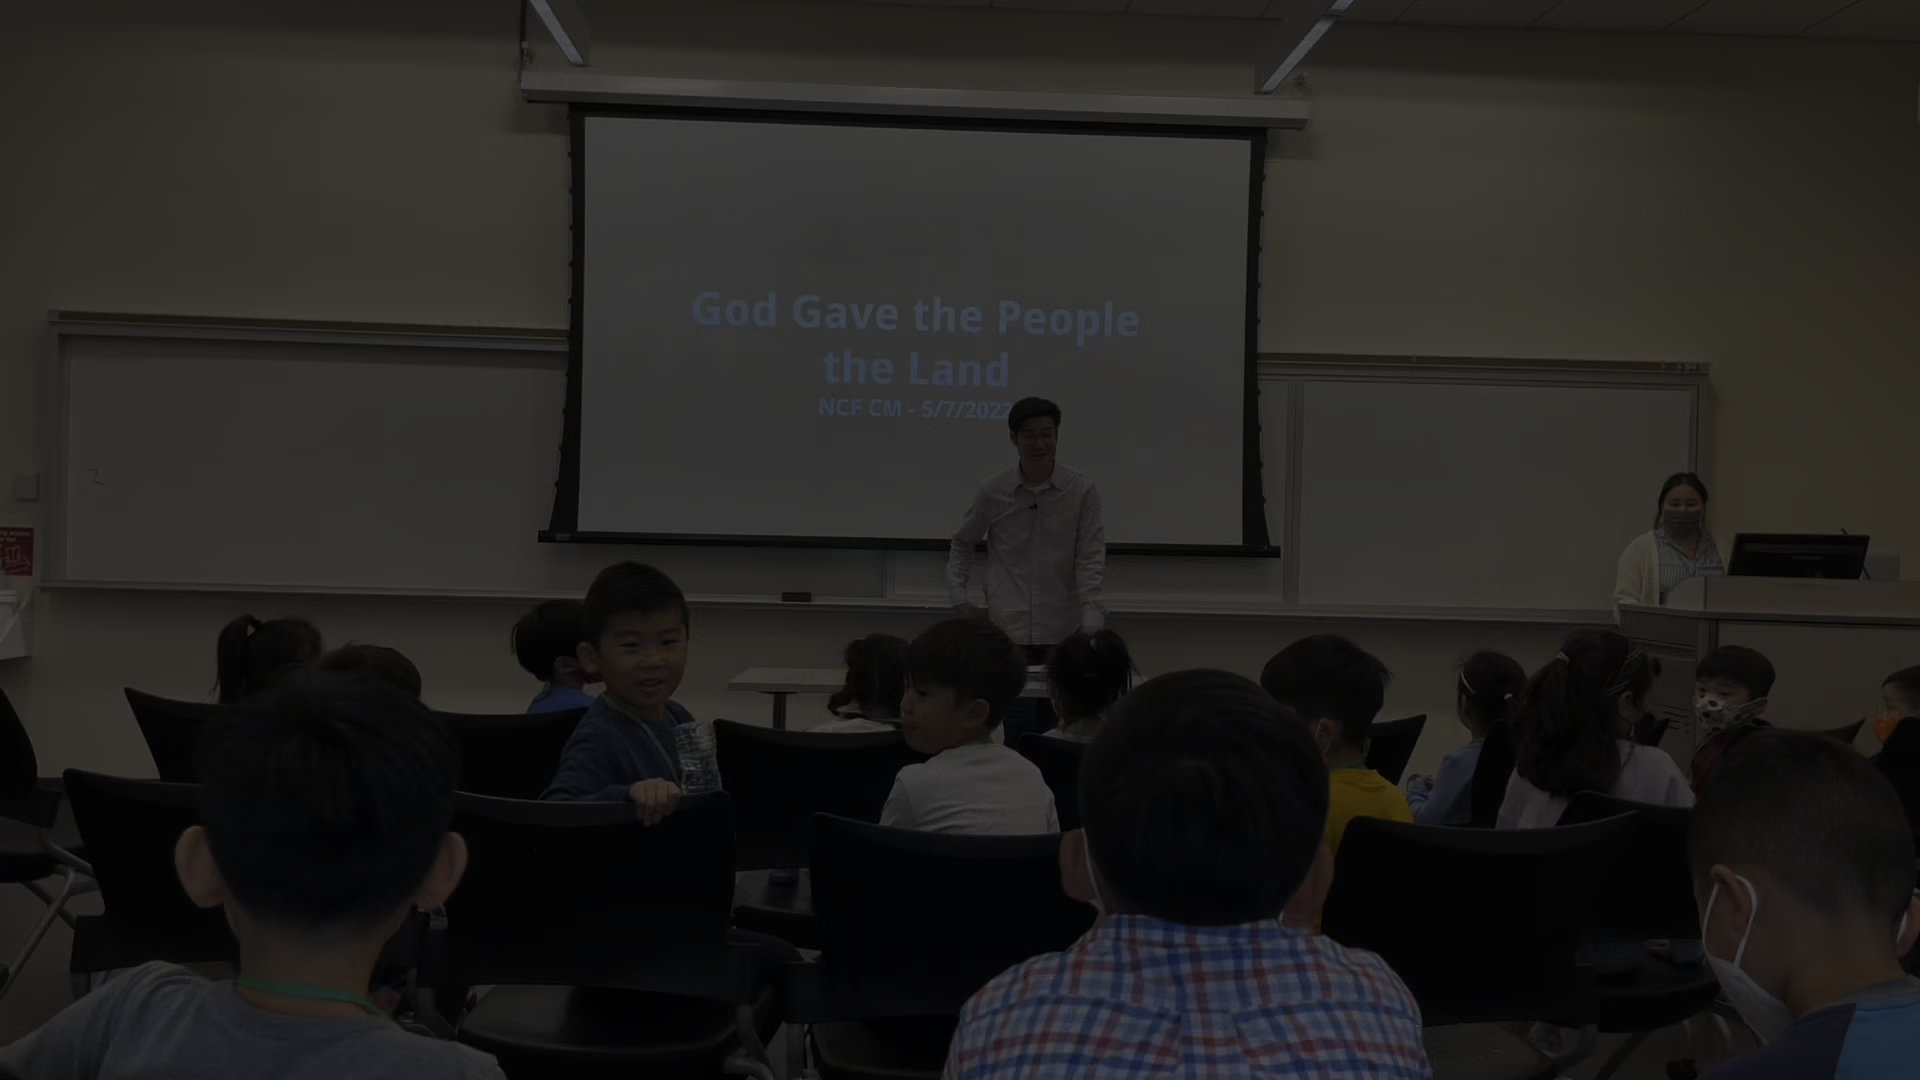 God Gave the People
the Land
NCF CM - 5/7/2022